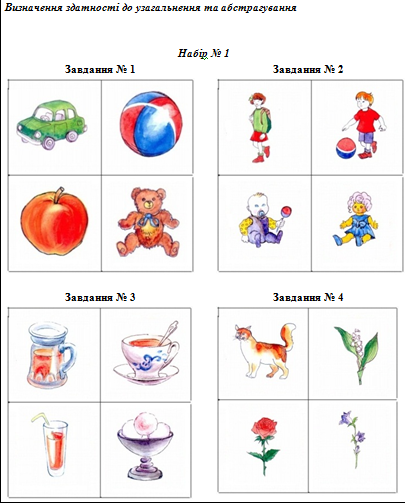 Визначення здатності до узагальнення та абстрагування
Набір № 1
Завдання № 1 Завдання № 2
Завдання № 3 Завдання № 4